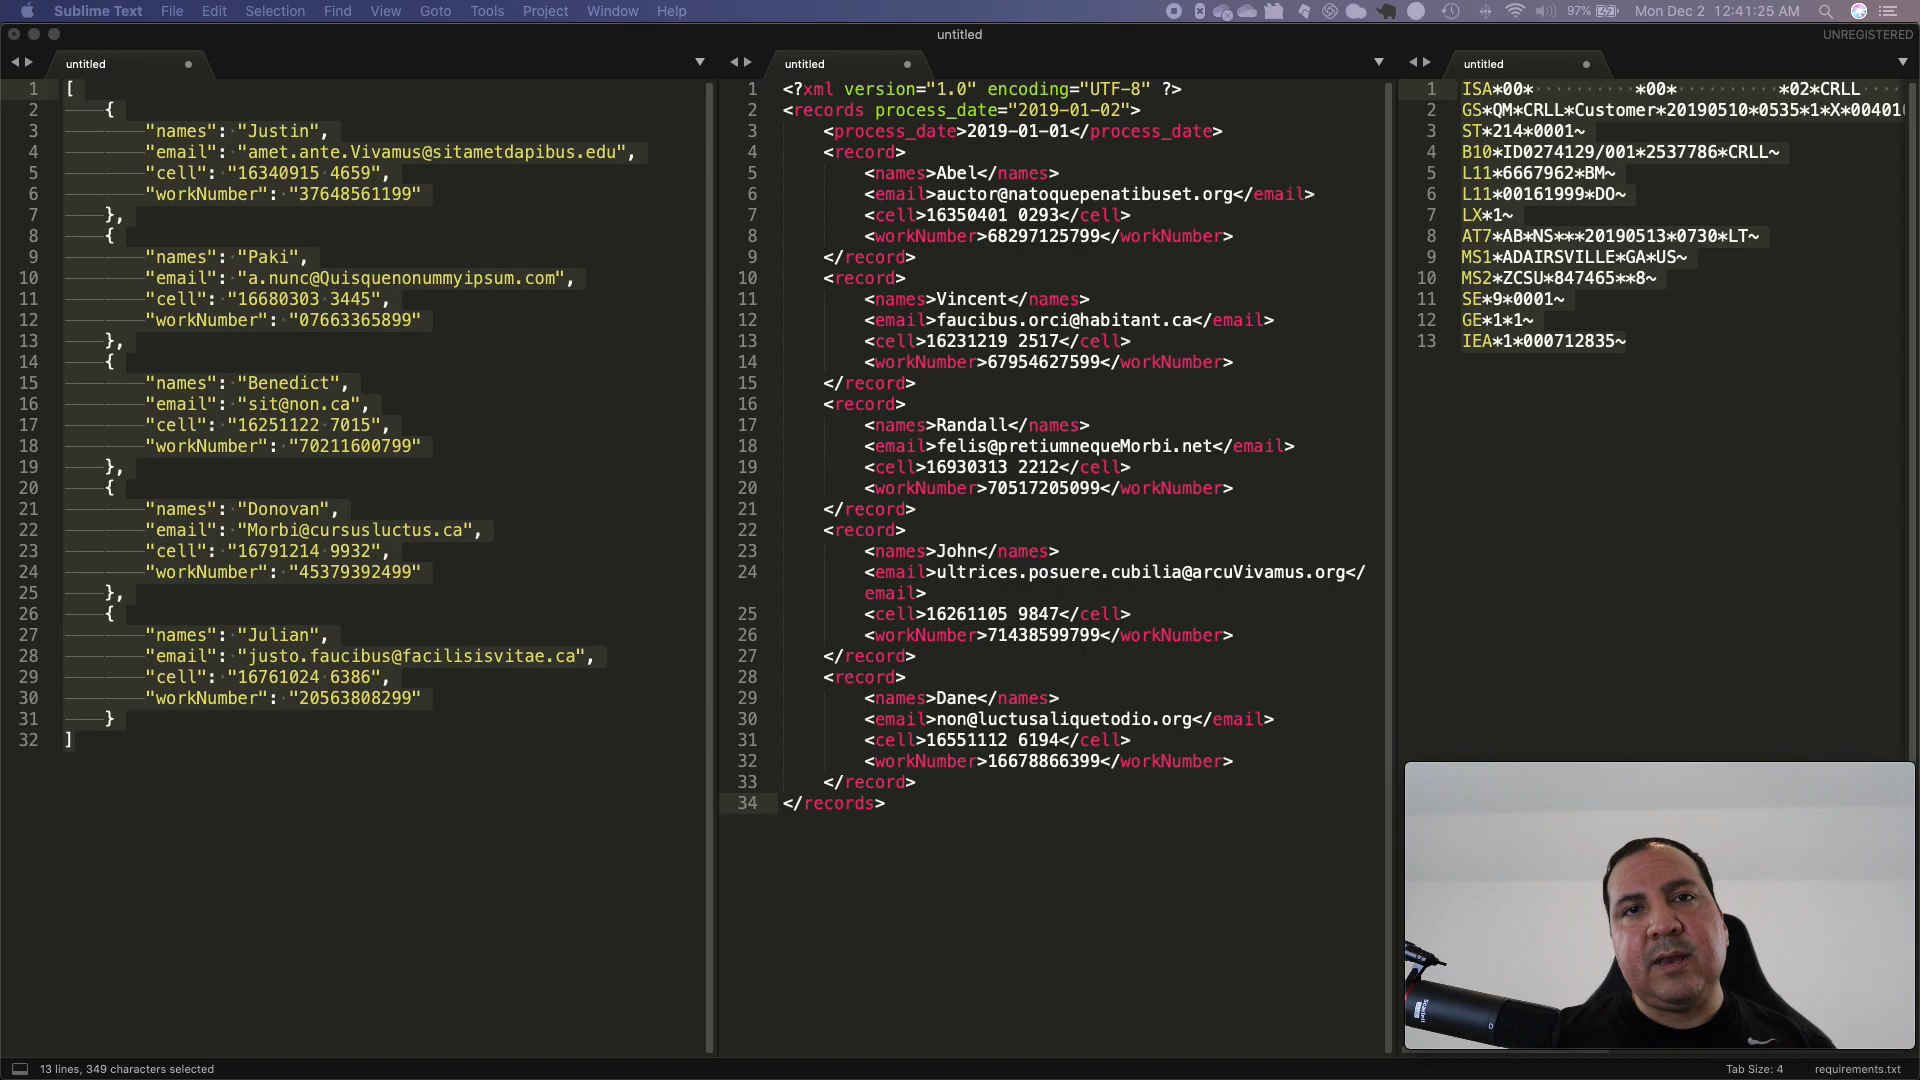 Sublime Text File Edit Selection Find View Goto Tools Project Window Help 97% Mon Dec 2 12:41:25 AM
untitled UNREGISTERED
untitled
1 [
2 {
3 "names": "Justin",
4 "email": "amet.ante.Vivamus@sitametdapibus.edu",
5 "cell": "16340915 4659",
6 "workNumber": "37648561199"
7 },
8 {
9 "names": "Paki",
10 "email": "a.nunc@Quisquenonummyipsum.com",
11 "cell": "16680303 3445",
12 "workNumber": "07663365899"
13 },
14 {
15 "names": "Benedict",
16 "email": "sit@non.ca",
17 "cell": "16251122 7015",
18 "workNumber": "70211600799"
19 },
20 {
21 "names": "Donovan",
22 "email": "Morbi@cursusluctus.ca",
23 "cell": "16791214 9932",
24 "workNumber": "45379392499"
25 },
26 {
27 "names": "Julian",
28 "email": "justo.faucibus@facilisisvitae.ca",
29 "cell": "16761024 6386",
30 "workNumber": "20563808299"
31 }
32 ]
untitled
1 <?xml version="1.0" encoding="UTF-8" ?>
2 <records process_date="2019-01-02">
3 <process_date>2019-01-01</process_date>
4 <record>
5 <names>Abel</names>
6 <email>auctor@natoquepenatibuset.org</email>
7 <cell>16350401 0293</cell>
8 <workNumber>68297125799</workNumber>
9 </record>
10 <record>
11 <names>Vincent</names>
12 <email>faucibus.orci@habitant.ca</email>
13 <cell>16231219 2517</cell>
14 <workNumber>67954627599</workNumber>
15 </record>
16 <record>
17 <names>Randall</names>
18 <email>felis@pretiumnequeMorbi.net</email>
19 <cell>16930313 2212</cell>
20 <workNumber>70517205099</workNumber>
21 </record>
22 <record>
23 <names>John</names>
24 <email>ultrices.posuere.cubilia@arcuVivamus.org</
email>
25 <cell>16261105 9847</cell>
26 <workNumber>71438599799</workNumber>
27 </record>
28 <record>
29 <names>Dane</names>
30 <email>non@luctusaliquetodio.org</email>
31 <cell>16551112 6194</cell>
32 <workNumber>16678866399</workNumber>
33 </record>
34 </records>
untitled
1 ISA*00* *00* *02*CRLL
2 GS*QM*CRLL*Customer*20190510*0535*1*X*00401
3 ST*214*0001~
4 B10*ID0274129/001*2537786*CRLL~
5 L11*6667962*BM~
6 L11*00161999*DO~
7 LX*1~
8 AT7*AB*NS***20190513*0730*LT~
9 MS1*ADAIRSVILLE*GA*US~
10 MS2*ZCSU*847465**8~
11 SE*9*0001~
12 GE*1*1~
13 IEA*1*000712835~
13 lines, 349 characters selected Tab Size: 4 requirements.txt